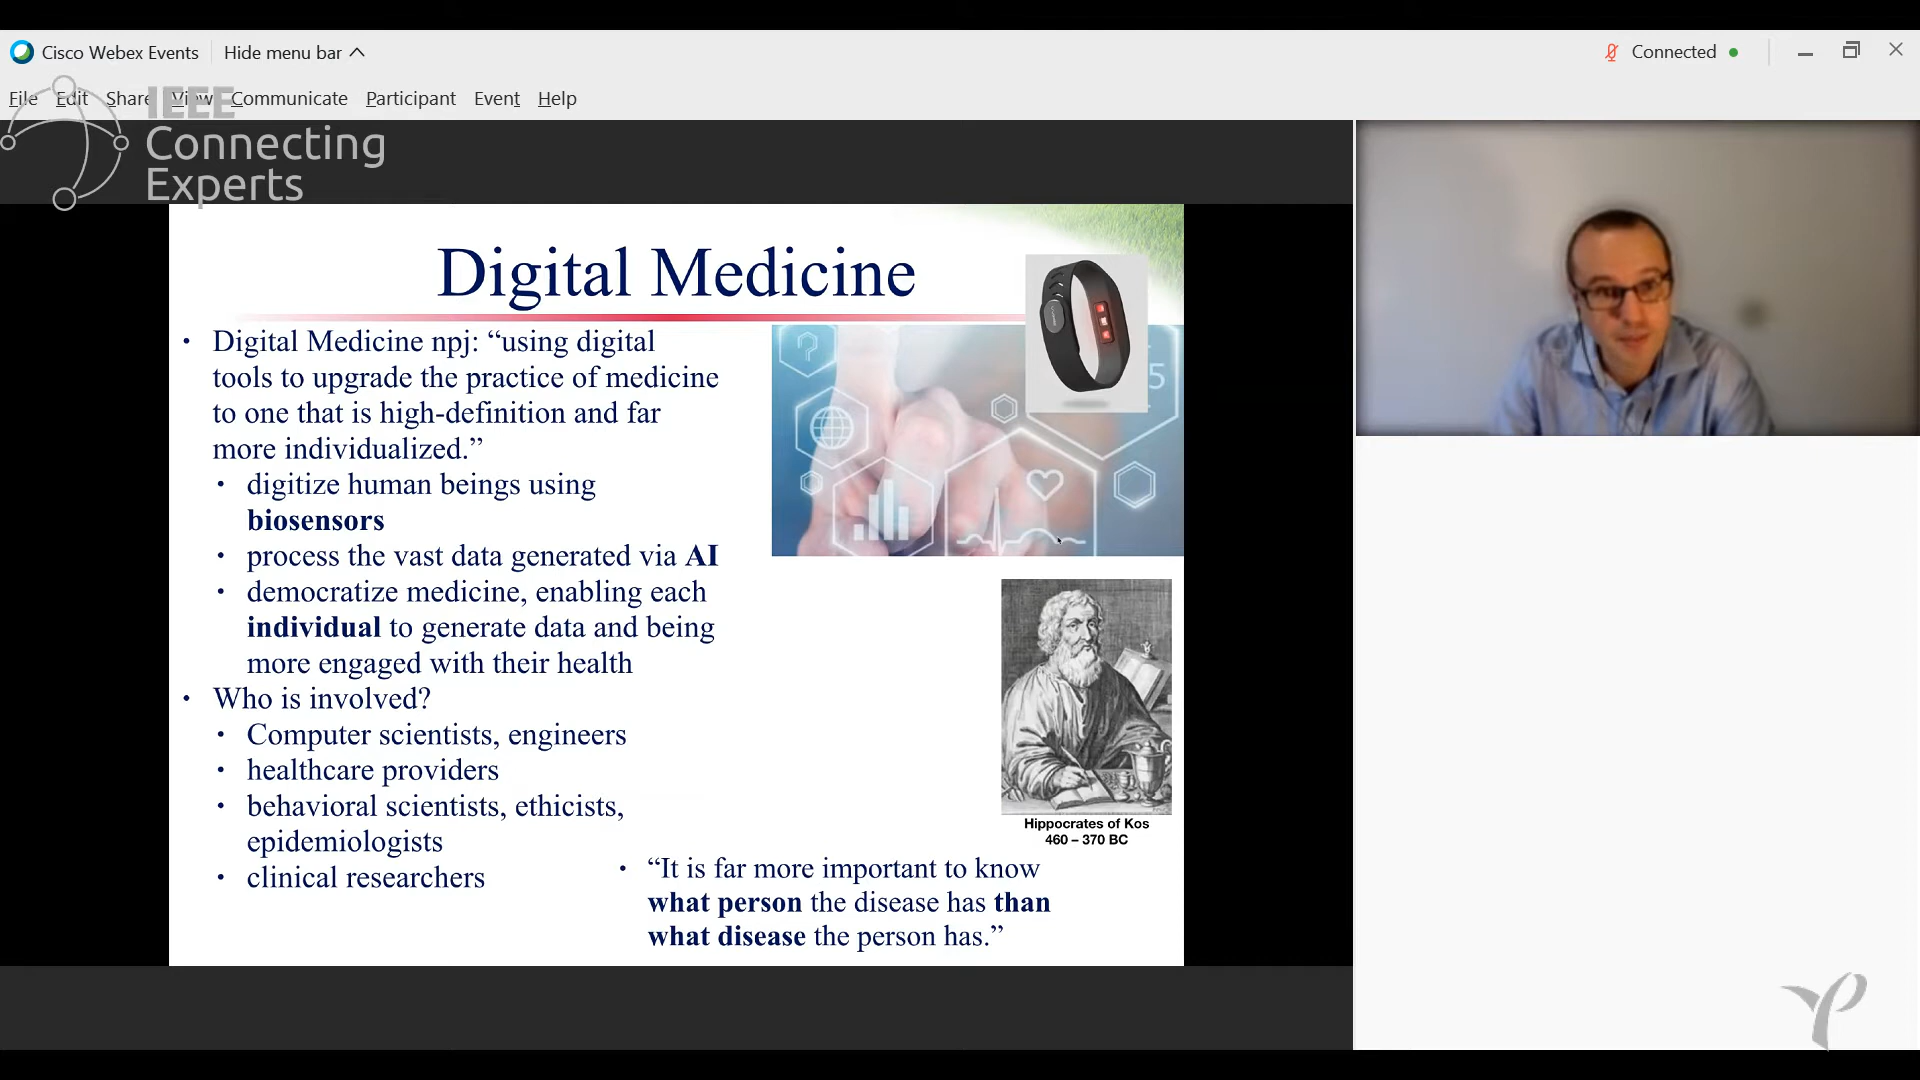 Cisco Webex Events
Hide menu bar
Connected
File Edit Share View Communicate Participant Event Help
IEEE
Connecting
Experts
Digital Medicine
• Digital Medicine npj: “using digital
tools to upgrade the practice of medicine
to one that is high-definition and far
more individualized.”
• digitize human beings using
biosensors
• process the vast data generated via AI
• democratize medicine, enabling each
individual to generate data and being
more engaged with their health
• Who is involved?
• Computer scientists, engineers
• healthcare providers
• behavioral scientists, ethicists,
epidemiologists
• clinical researchers
?
5
Hippocrates of Kos
460 – 370 BC
• “It is far more important to know
what person the disease has than
what disease the person has.”